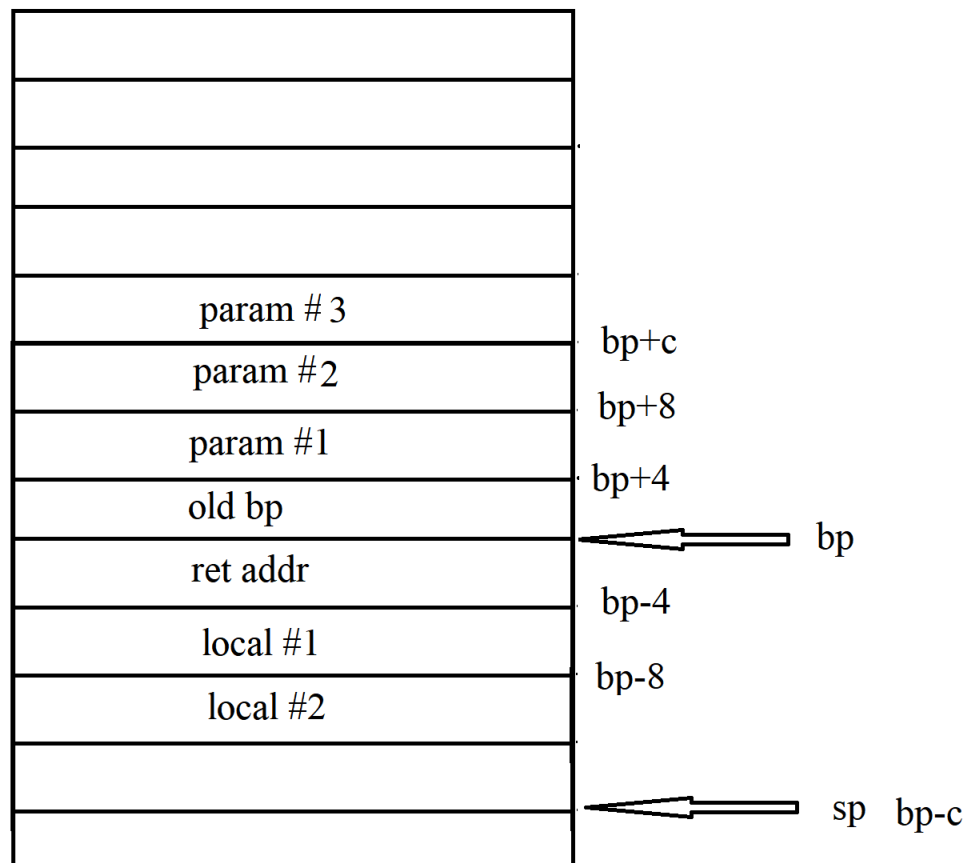 param #3
bp+c
param #2
bp+8
param #1
bp+4
old bp
bp
ret addr
bp-4
local #1
bp-8
local #2
sp bp-c